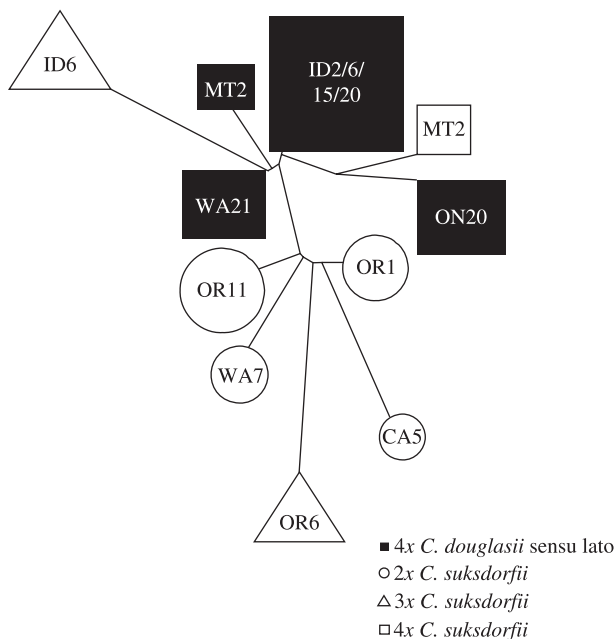 ID6
MT2
ID2/6/
15/20
MT2
WA21
ON20
OR11
OR1
WA7
CA5
OR6
4x C. douglasii sensu lato
2x C. suksdorfii
3x C. suksdorfii
4x C. suksdorfii